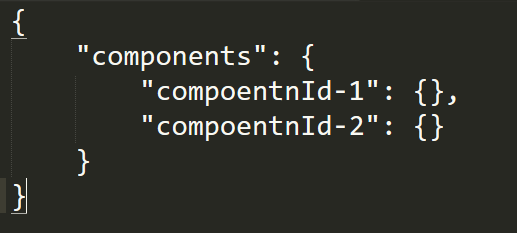 {
    "components": {
        "compoentnId-1": {},
        "compoentnId-2": {}
    }
}